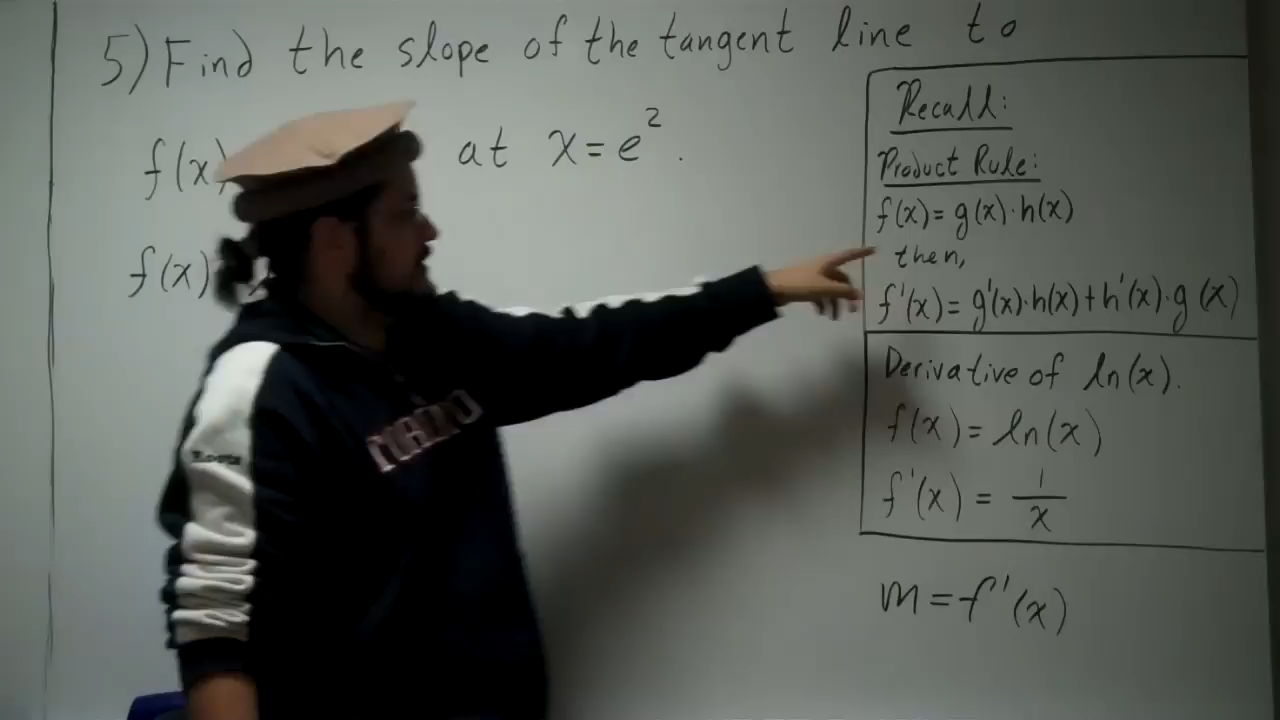 5) Find the slope of the tangent line to
f(x) at x = e².
f(x)
Recall:
Product Rule:
f(x) = g(x)·h(x)
then,
f'(x) = g'(x)·h(x) + h'(x)·g(x)
Derivative of ln(x).
f(x) = ln(x)
f'(x) = 1/x
m = f'(x)
Roots